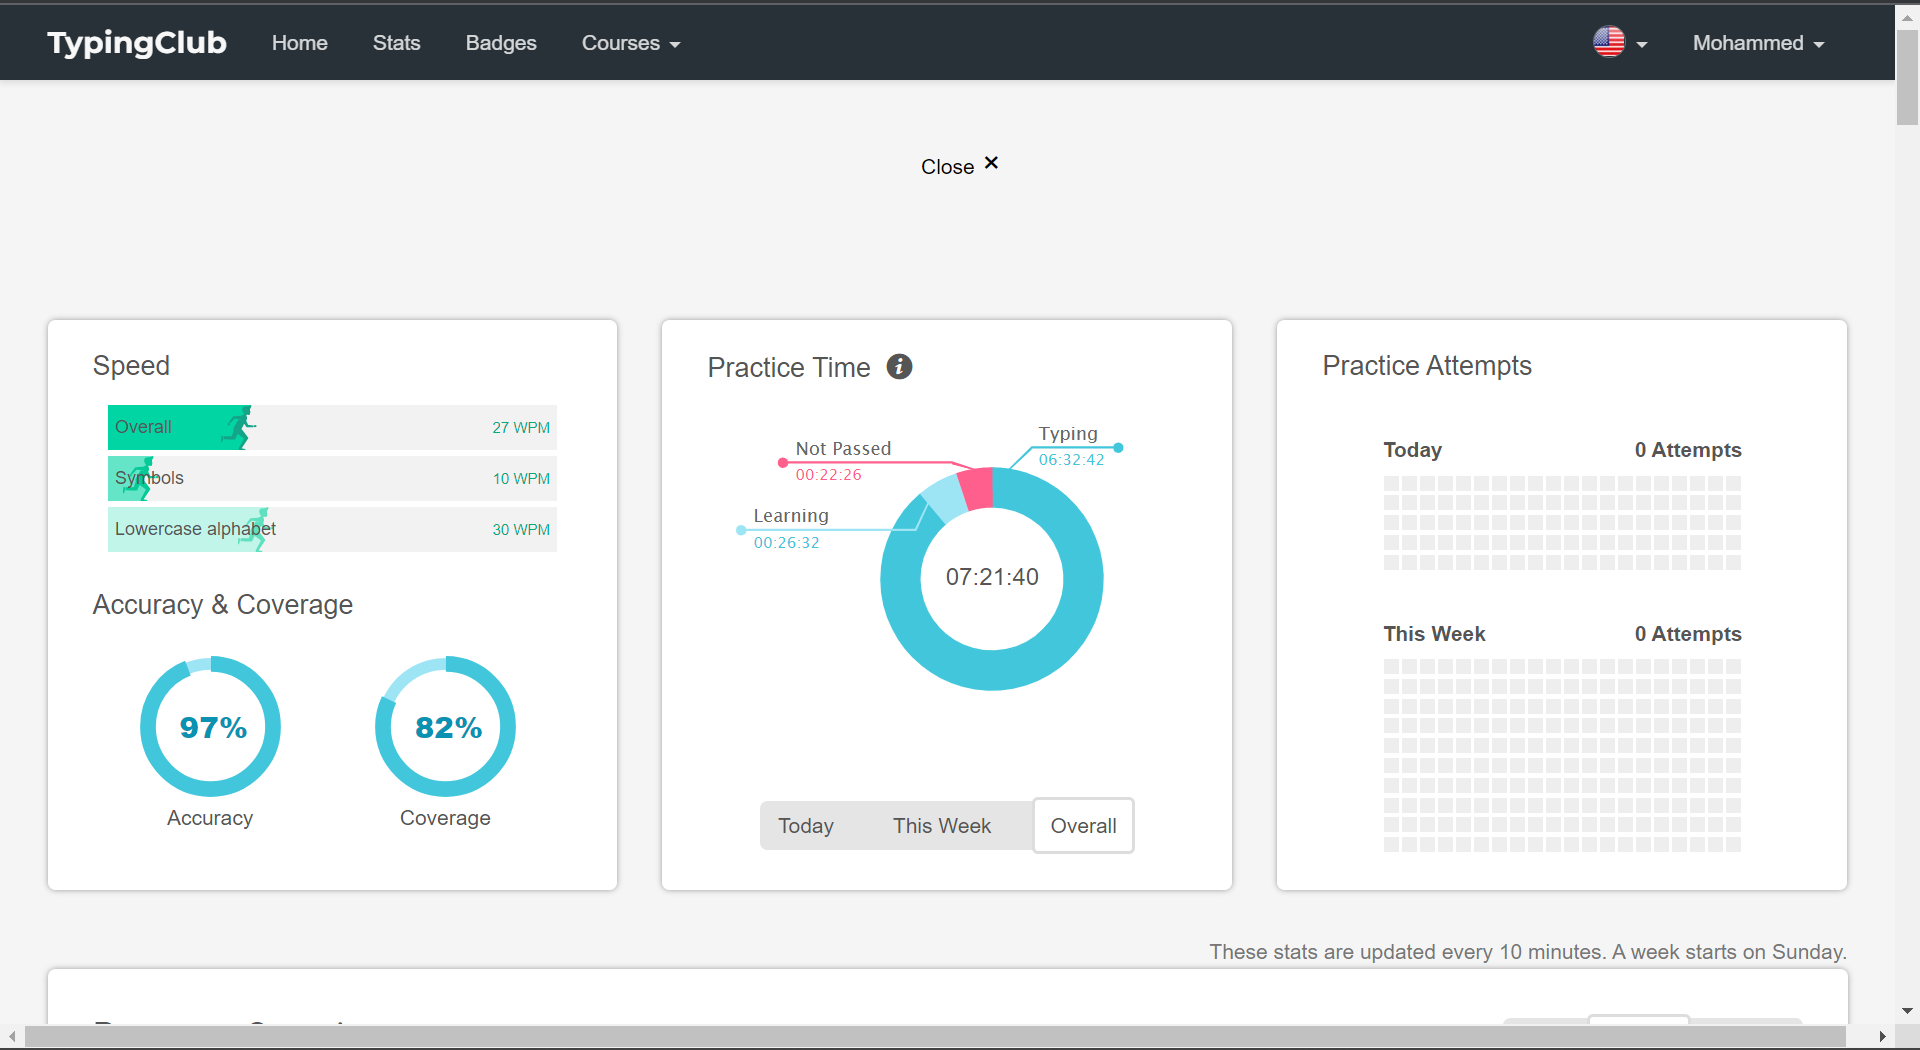 TypingClub Home Stats Badges Courses Mohammed
Close ×
Speed
Overall 27 WPM
Symbols 10 WPM
Lowercase alphabet 30 WPM
Accuracy & Coverage
97% 82%
Accuracy Coverage
Practice Time i
Typing
06:32:42
Not Passed
00:22:26
Learning
00:26:32
07:21:40
Today This Week Overall
Practice Attempts
Today 0 Attempts
This Week 0 Attempts
These stats are updated every 10 minutes. A week starts on Sunday.